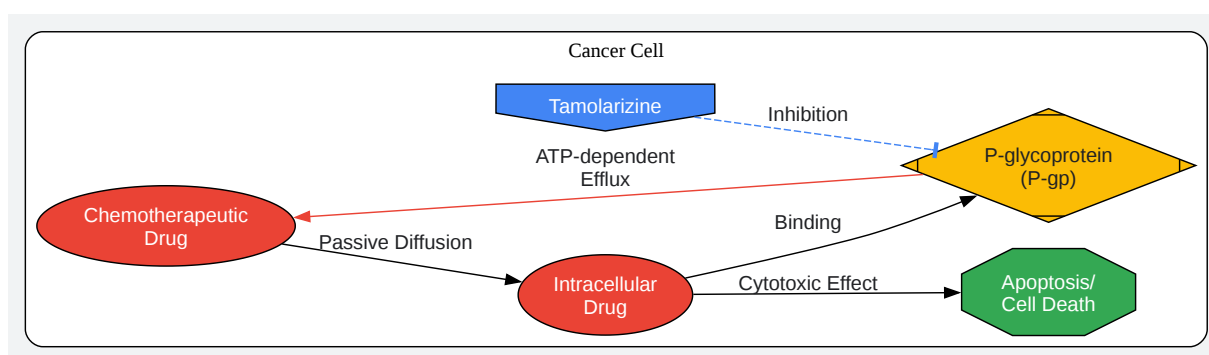 Cancer Cell
Tamolarizine
Inhibition
ATP-dependent
Efflux
P-glycoprotein
(P-gp)
Chemotherapeutic
Drug
Passive Diffusion
Binding
Intracellular
Drug
Cytotoxic Effect
Apoptosis/
Cell Death